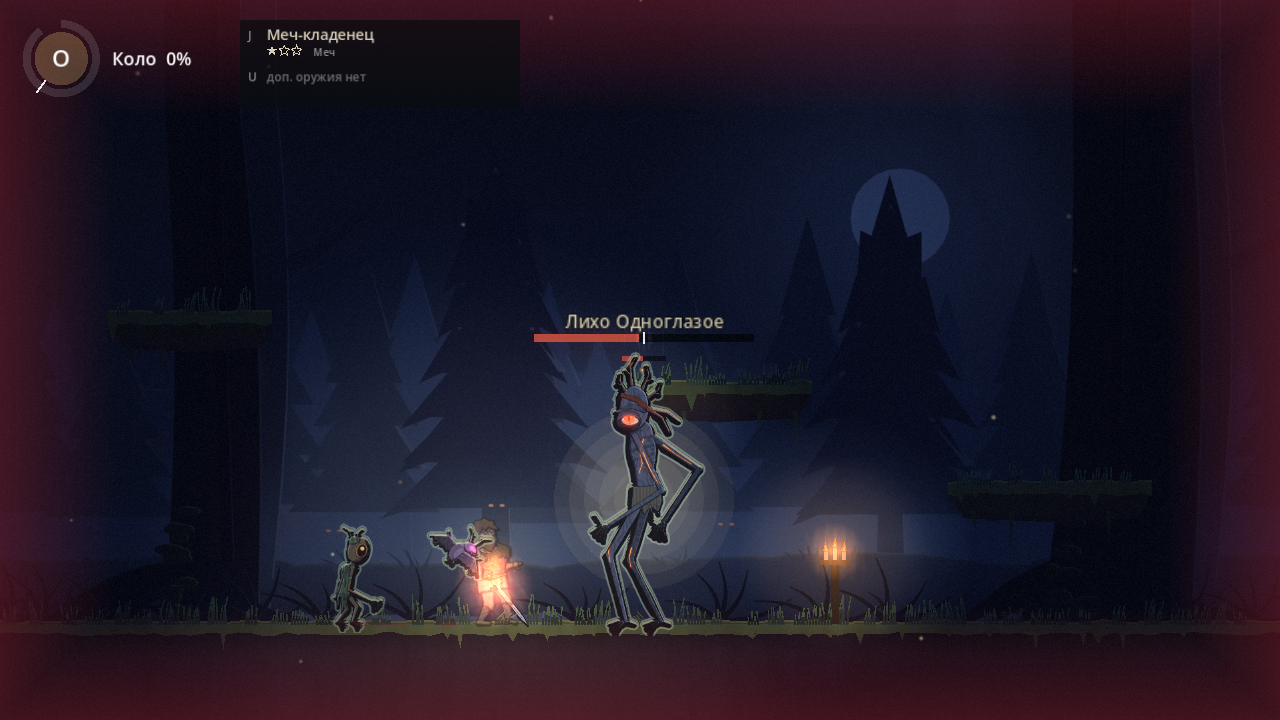 О
Коло 0%
J Меч-кладенец
Меч
U доп. оружия нет
Лихо Одноглазое